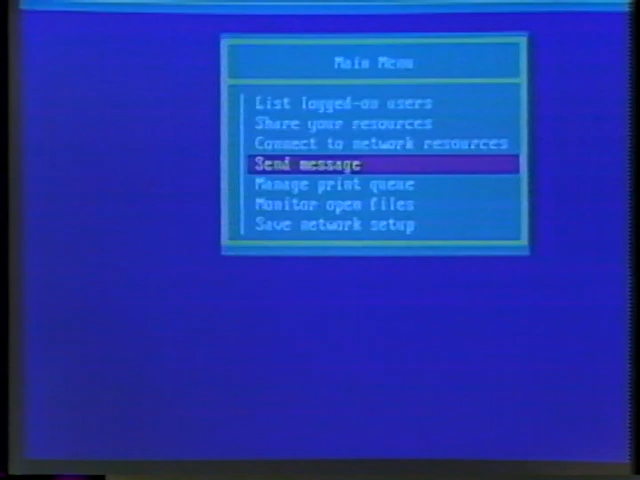 Main Menu
List logged-on users
Share your resources
Connect to network resources
Send message
Manage print queue
Monitor open files
Save network setup